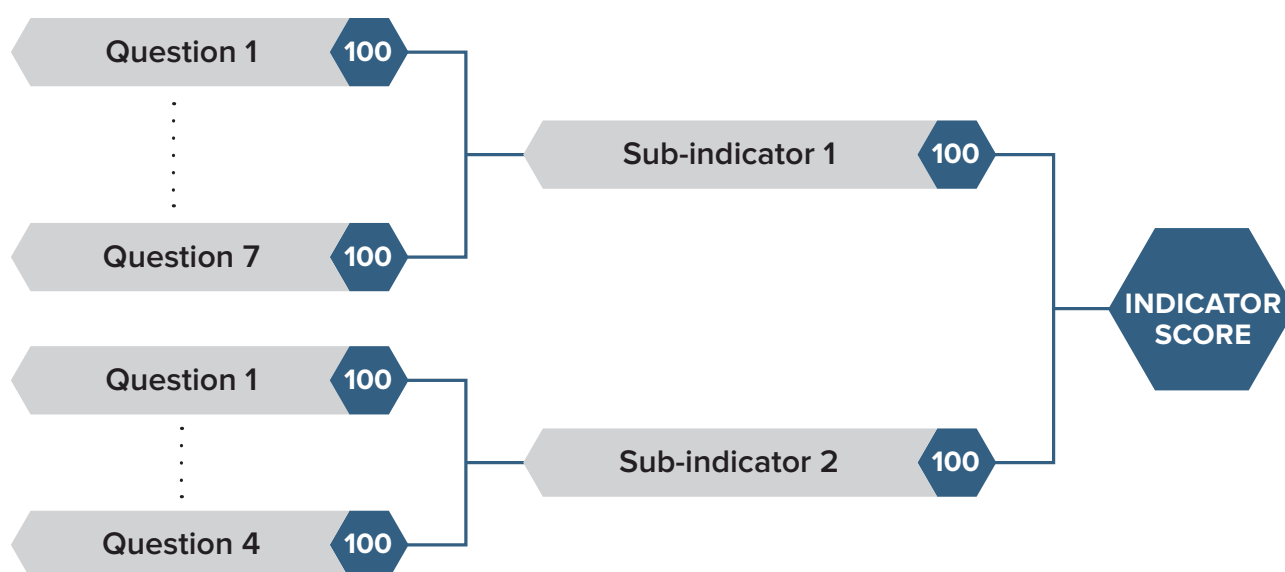 Question 1 100
Question 7 100
Sub-indicator 1 100
Question 1 100
Question 4 100
Sub-indicator 2 100
INDICATOR
SCORE